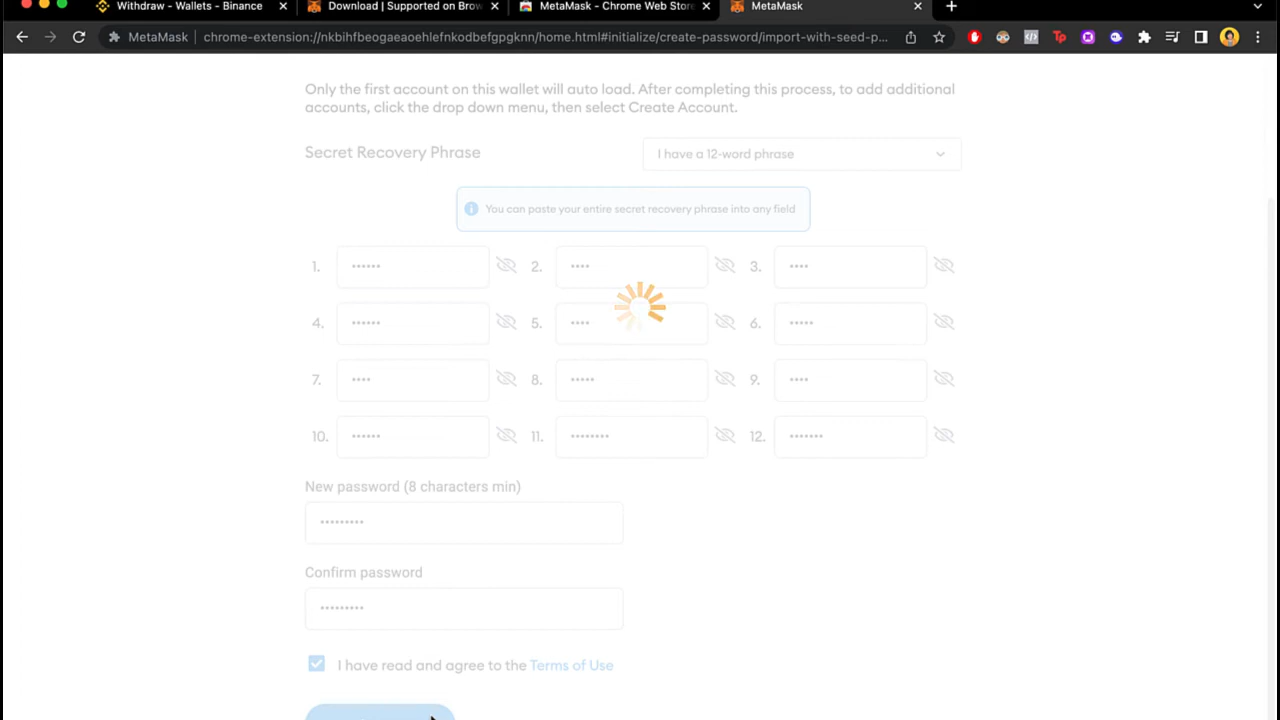 Withdraw - Wallets - Binance
Download | Supported on Brow
MetaMask - Chrome Web Store
MetaMask
MetaMask
chrome-extension://nkbihfbeogaeaoehlefnkodbefgpgknn/home.html#initialize/create-password/import-with-seed-p...
Only the first account on this wallet will auto load. After completing this process, to add additional
accounts, click the drop down menu, then select Create Account.
Secret Recovery Phrase
I have a 12-word phrase
You can paste your entire secret recovery phrase into any field
1. •••••• 2. •••• 3. ••••
4. •••••• 5. •••• 6. •••••
7. •••• 8. ••••• 9. ••••
10. •••••• 11. •••••••• 12. •••••••
New password (8 characters min)
•••••••••
Confirm password
•••••••••
I have read and agree to the Terms of Use